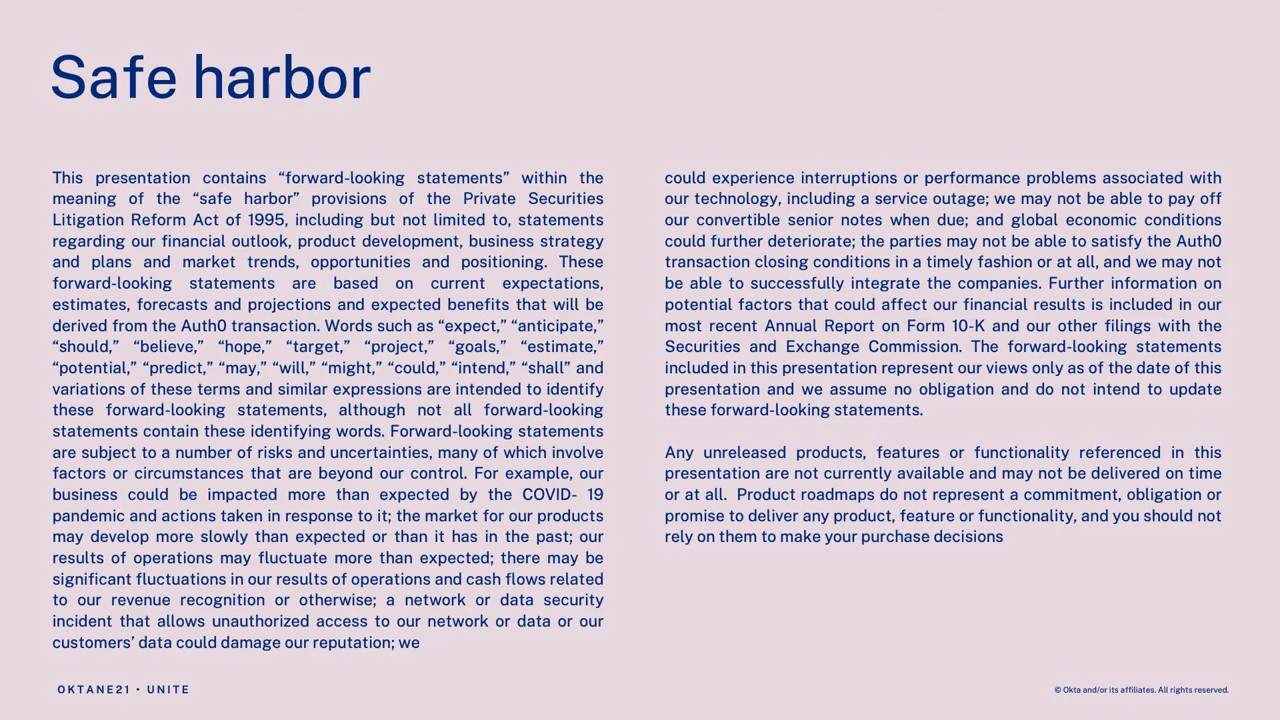 Safe harbor
This presentation contains “forward-looking statements” within the
meaning of the “safe harbor” provisions of the Private Securities
Litigation Reform Act of 1995, including but not limited to, statements
regarding our financial outlook, product development, business strategy
and plans and market trends, opportunities and positioning. These
forward-looking statements are based on current expectations,
estimates, forecasts and projections and expected benefits that will be
derived from the Auth0 transaction. Words such as “expect,” “anticipate,”
“should,” “believe,” “hope,” “target,” “project,” “goals,” “estimate,”
“potential,” “predict,” “may,” “will,” “might,” “could,” “intend,” “shall” and
variations of these terms and similar expressions are intended to identify
these forward-looking statements, although not all forward-looking
statements contain these identifying words. Forward-looking statements
are subject to a number of risks and uncertainties, many of which involve
factors or circumstances that are beyond our control. For example, our
business could be impacted more than expected by the COVID- 19
pandemic and actions taken in response to it; the market for our products
may develop more slowly than expected or than it has in the past; our
results of operations may fluctuate more than expected; there may be
significant fluctuations in our results of operations and cash flows related
to our revenue recognition or otherwise; a network or data security
incident that allows unauthorized access to our network or data or our
customers’ data could damage our reputation; we
could experience interruptions or performance problems associated with
our technology, including a service outage; we may not be able to pay off
our convertible senior notes when due; and global economic conditions
could further deteriorate; the parties may not be able to satisfy the Auth0
transaction closing conditions in a timely fashion or at all, and we may not
be able to successfully integrate the companies. Further information on
potential factors that could affect our financial results is included in our
most recent Annual Report on Form 10-K and our other filings with the
Securities and Exchange Commission. The forward-looking statements
included in this presentation represent our views only as of the date of this
presentation and we assume no obligation and do not intend to update
these forward-looking statements.
Any unreleased products, features or functionality referenced in this
presentation are not currently available and may not be delivered on time
or at all. Product roadmaps do not represent a commitment, obligation or
promise to deliver any product, feature or functionality, and you should not
rely on them to make your purchase decisions
OKTANE21 • UNITE
© Okta and/or its affiliates. All rights reserved.